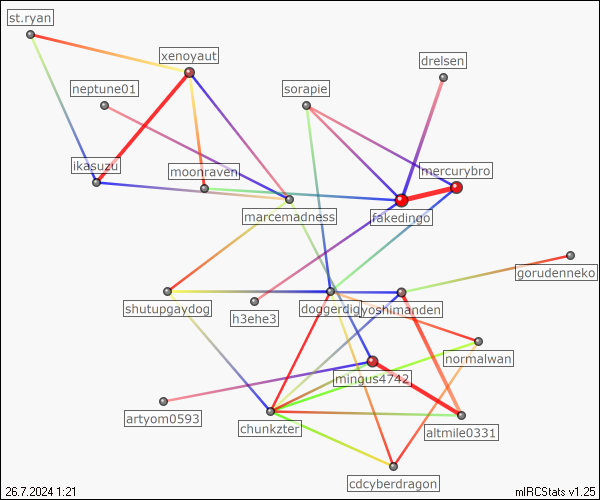 st.ryan
xenoyaut
drelsen
neptune01
sorapie
ikasuzu
moonraven
mercurybro
marcemadness
fakedingo
gorudenneko
shutupgaydog
h3ehe3
doggerdig
yoshimanden
normalwan
mingus4742
artyom0593
chunkzter
altmile0331
cdcyberdragon
26.7.2024 1:21
mIRCStats v1.25